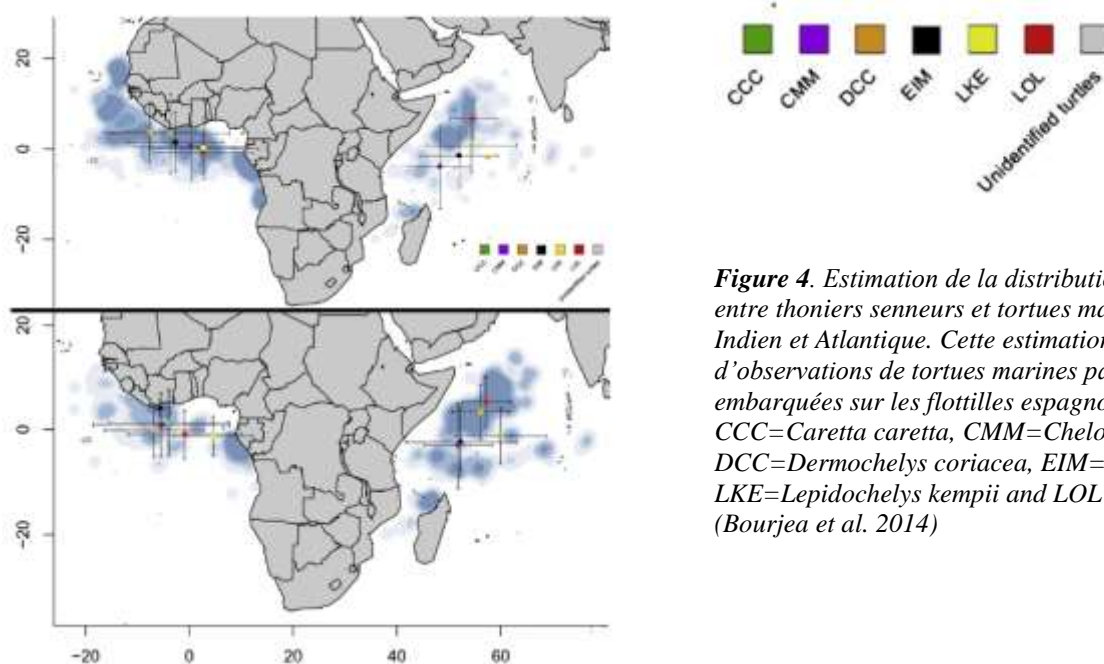 20
0
−20
20
0
−20
−20
0
20
40
60
CCC
CMM
DCC
EIM
LKE
LOL
Unidentified turtles
Figure 4. Estimation de la distributio
entre thoniers senneurs et tortues ma
Indien et Atlantique. Cette estimation
d’observations de tortues marines pa
embarquées sur les flottilles espagno
CCC=Caretta caretta, CMM=Chelo
DCC=Dermochelys coriacea, EIM=
LKE=Lepidochelys kempii and LOL
(Bourjea et al. 2014)